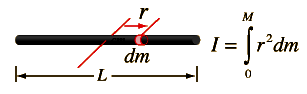 r
dm
L
I = ∫₀ᴹ r²dm